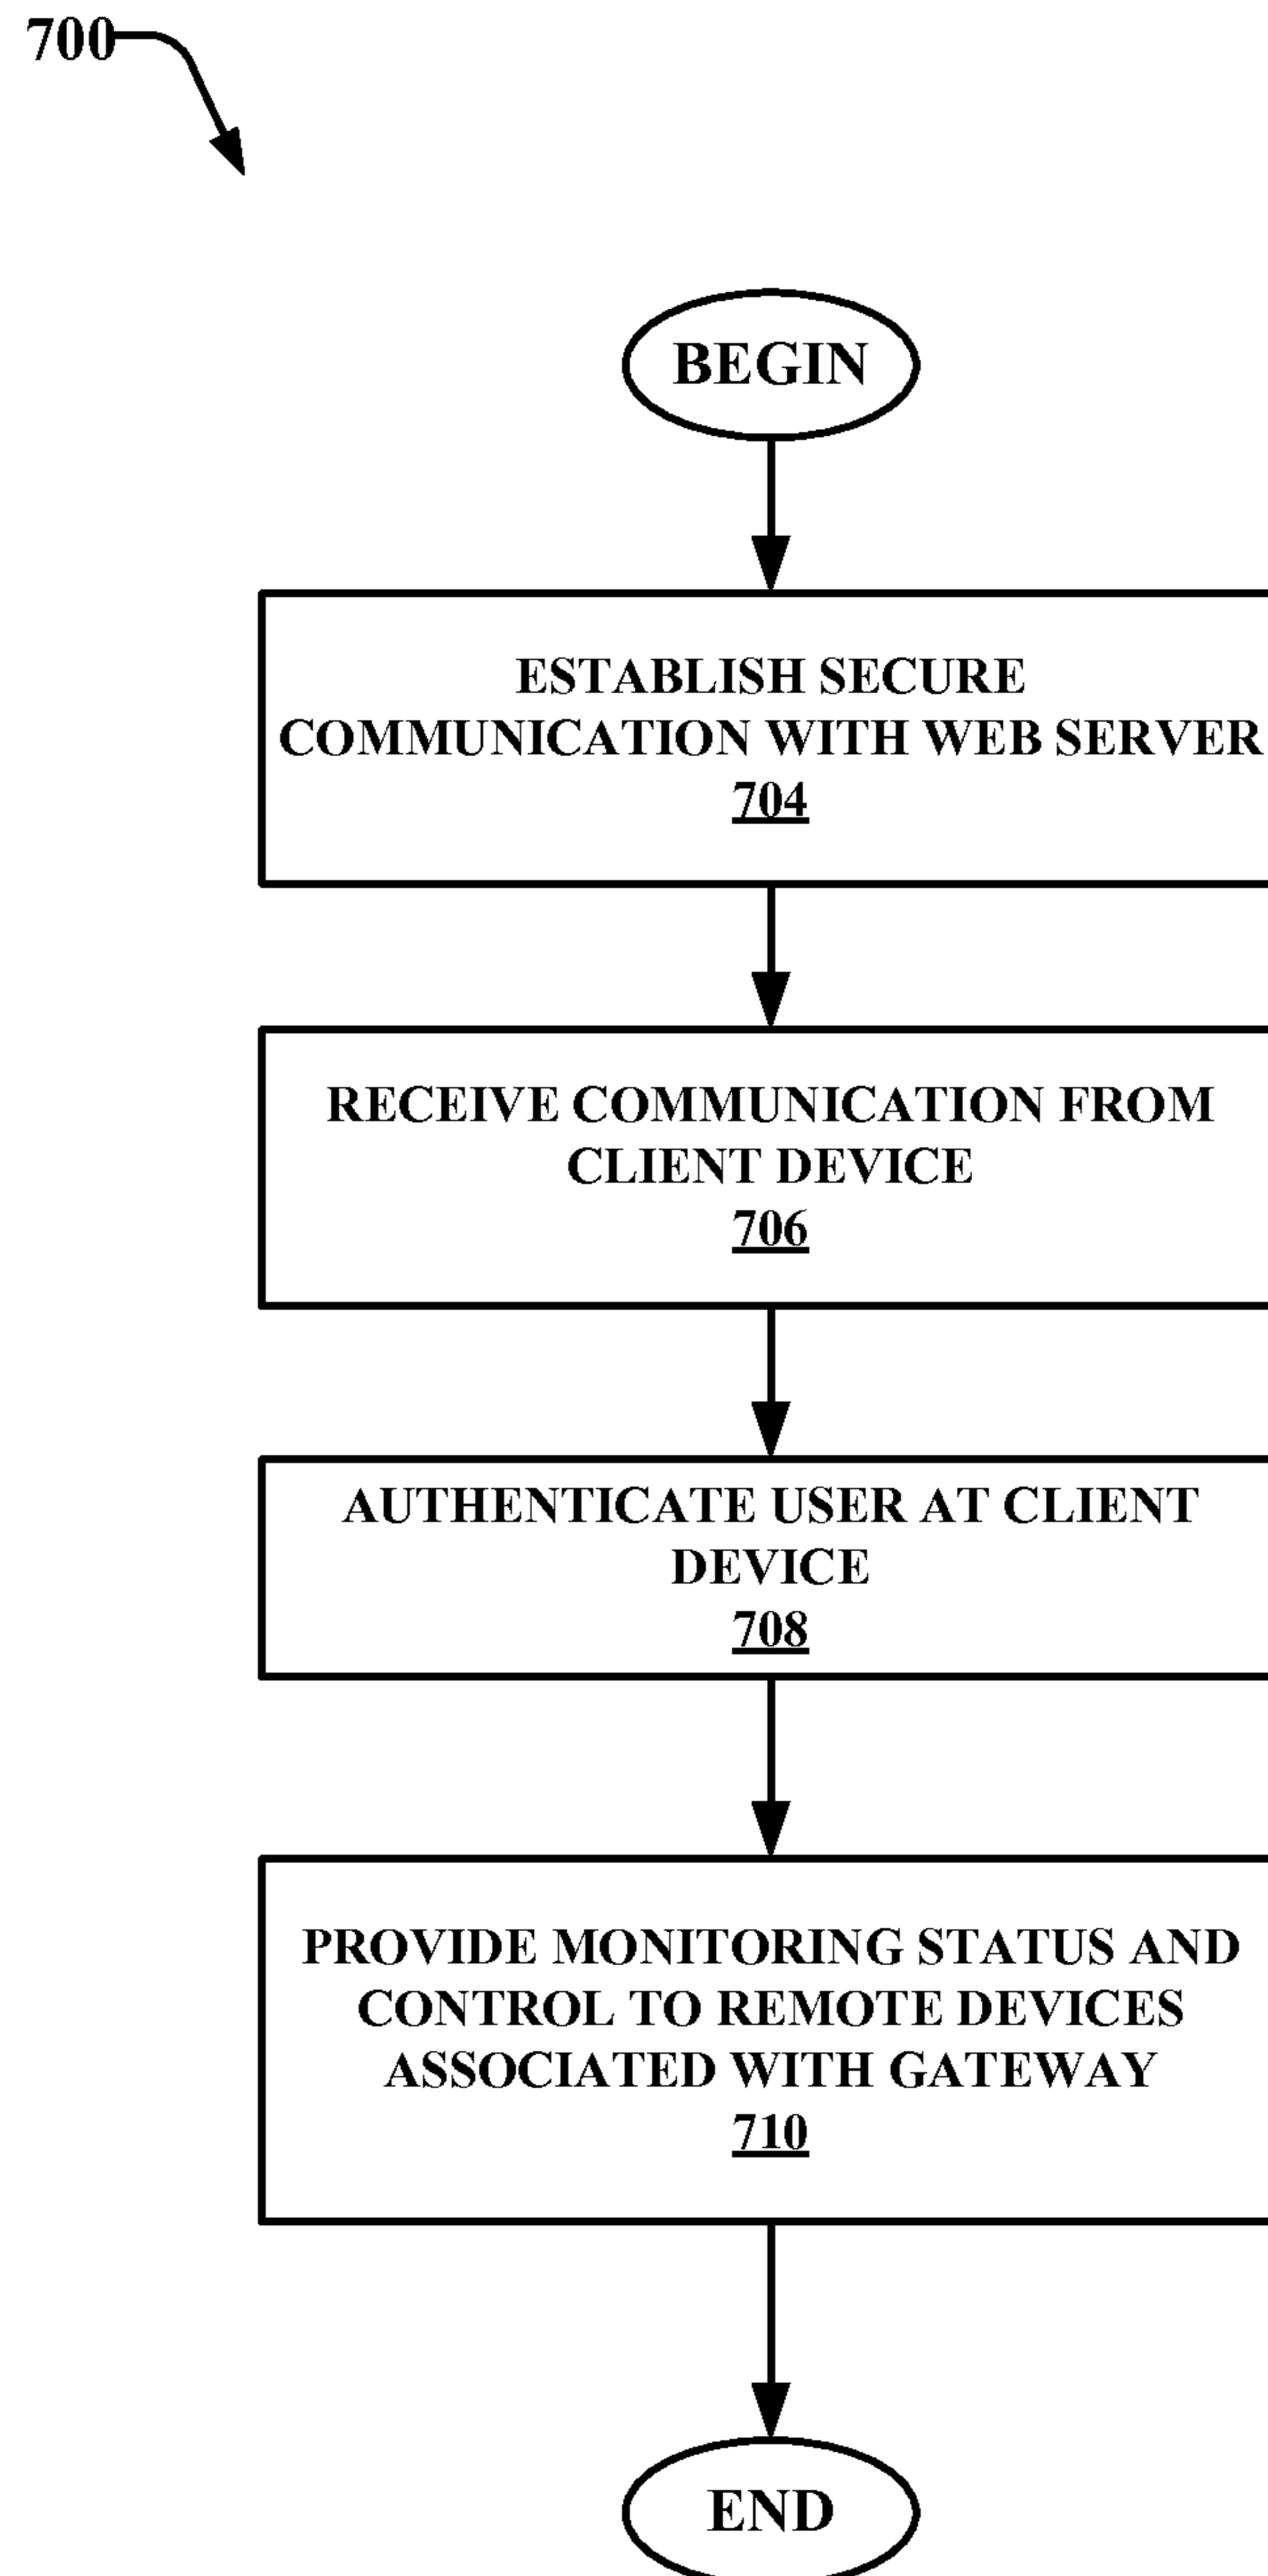 700
BEGIN
ESTABLISH SECURE
COMMUNICATION WITH WEB SERVER
704
RECEIVE COMMUNICATION FROM
CLIENT DEVICE
706
AUTHENTICATE USER AT CLIENT
DEVICE
708
PROVIDE MONITORING STATUS AND
CONTROL TO REMOTE DEVICES
ASSOCIATED WITH GATEWAY
710
END